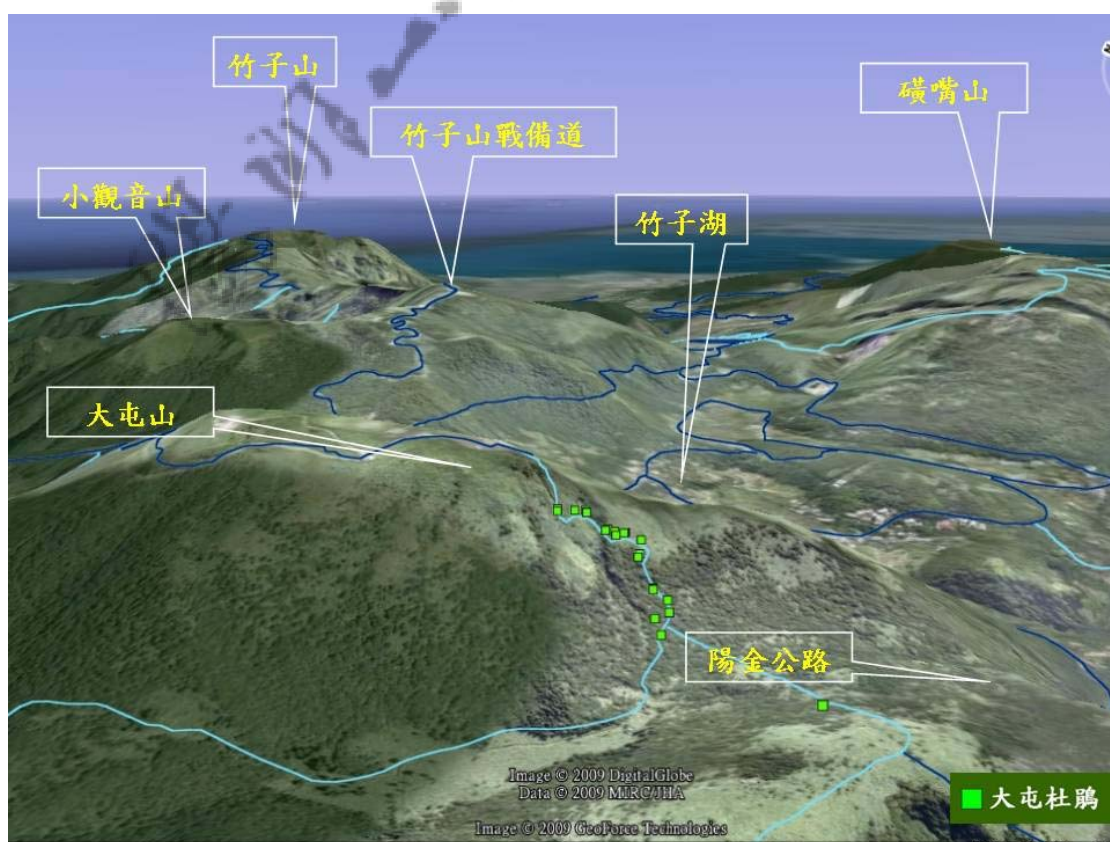 竹子山
磺嘴山
竹子山戰備道
小觀音山
竹子湖
大屯山
陽金公路
Image © 2009 DigitalGlobe
Data © 2009 MIRC/JHA
Image © 2009 GeoForce Technologies
大屯杜鵑